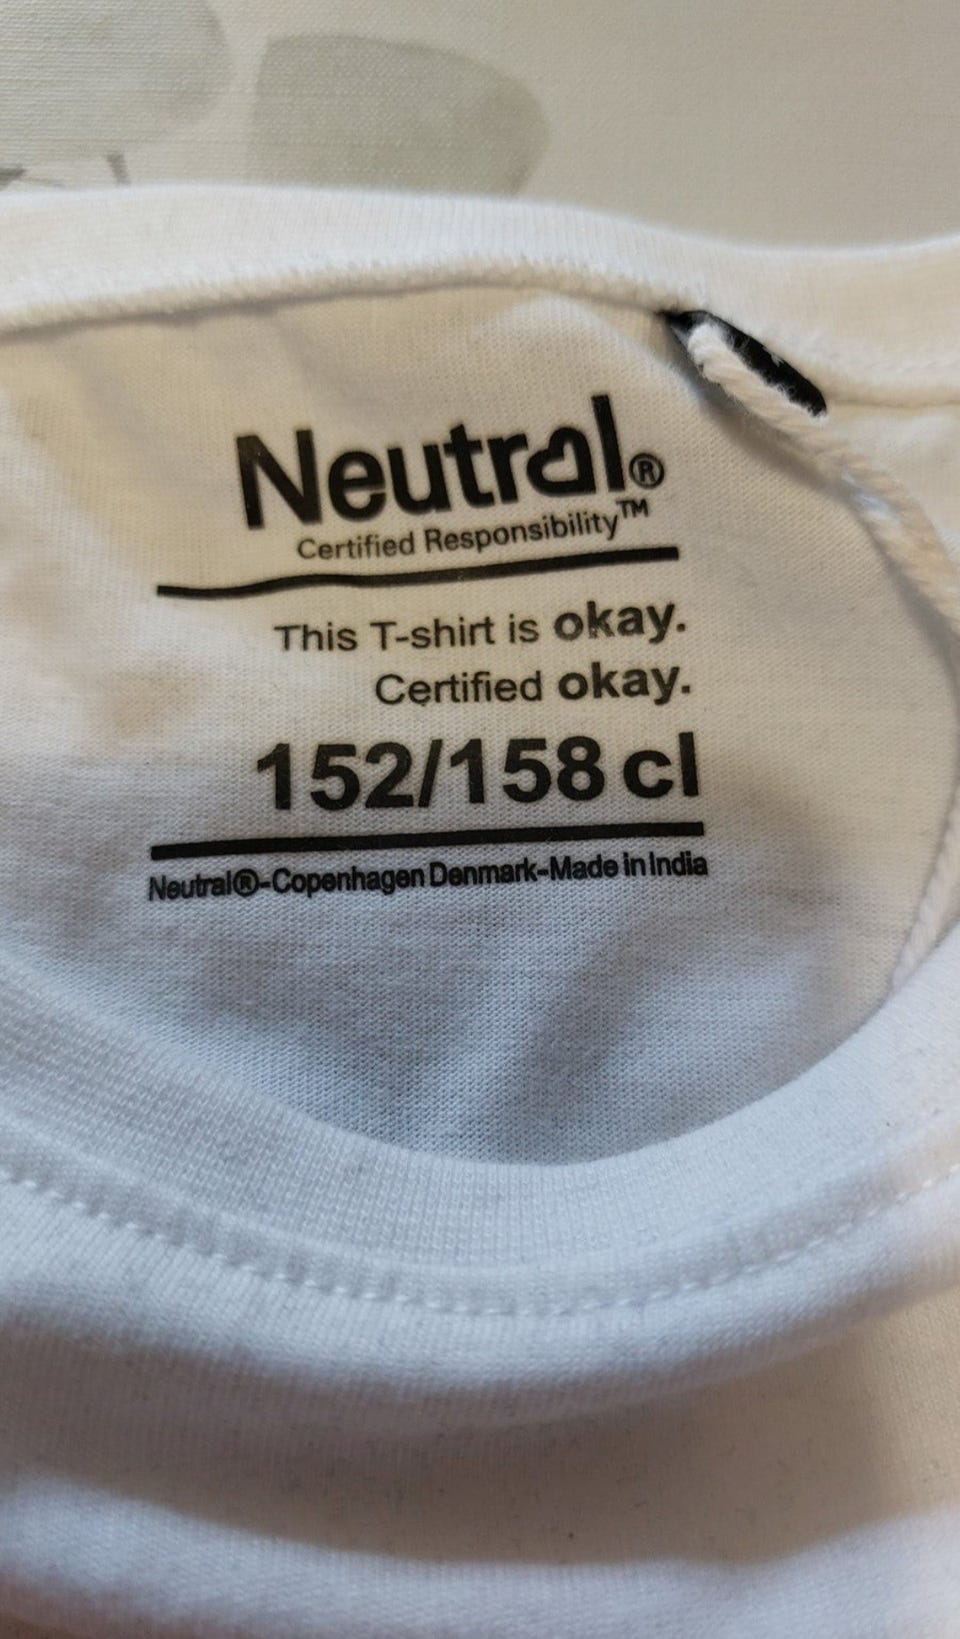 Neutral®
Certified Responsibility™
This T-shirt is okay.
Certified okay.
152/158 cl
Neutral®-Copenhagen Denmark-Made in India